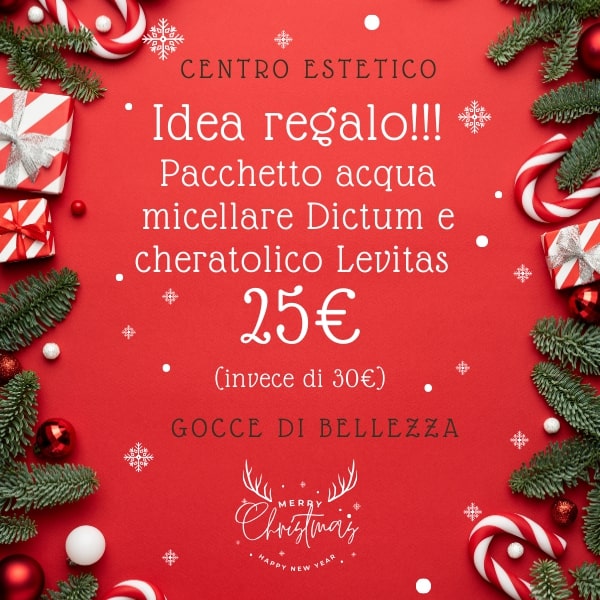 CENTRO ESTETICO
Idea regalo!!!
Pacchetto acqua
micellare Dictum e
cheratolico Levitas
25€
(invece di 30€)
GOCCE DI BELLEZZA
MERRY
Christmas
HAPPY NEW YEAR